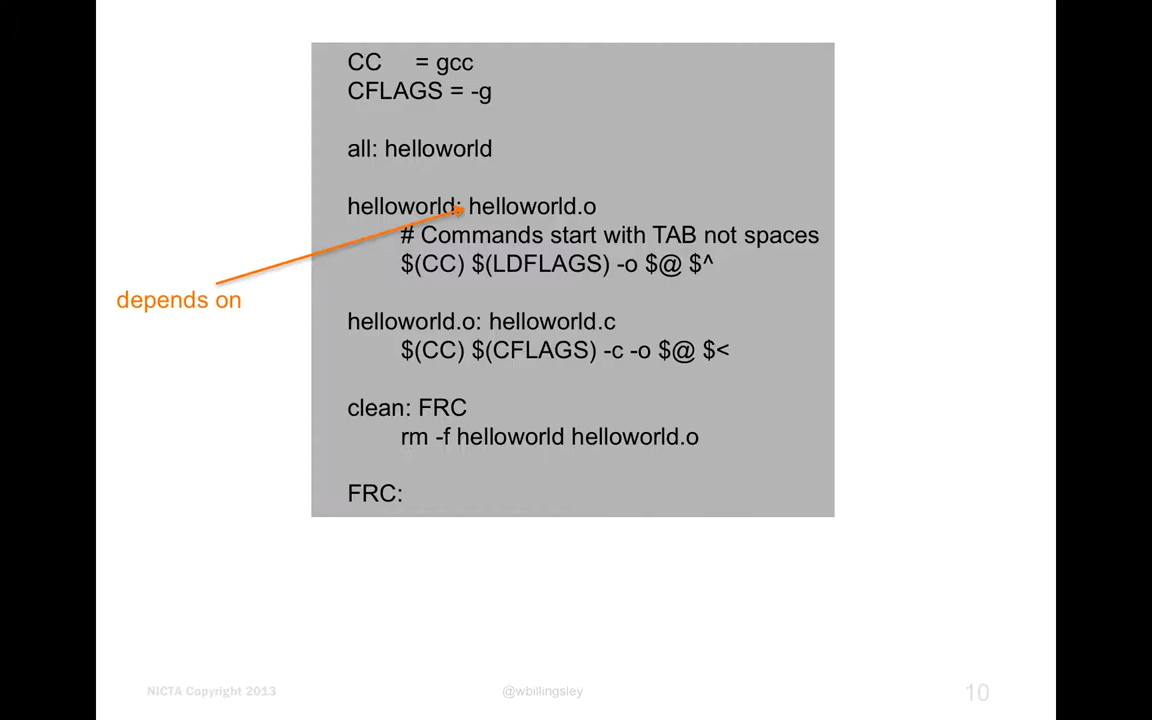 CC = gcc
CFLAGS = -g
all: helloworld
helloworld: helloworld.o
# Commands start with TAB not spaces
$(CC) $(LDFLAGS) -o $@ $^
depends on
helloworld.o: helloworld.c
$(CC) $(CFLAGS) -c -o $@ $<
clean: FRC
rm -f helloworld helloworld.o
FRC:
NICTA Copyright 2013
@wbillingsley
10